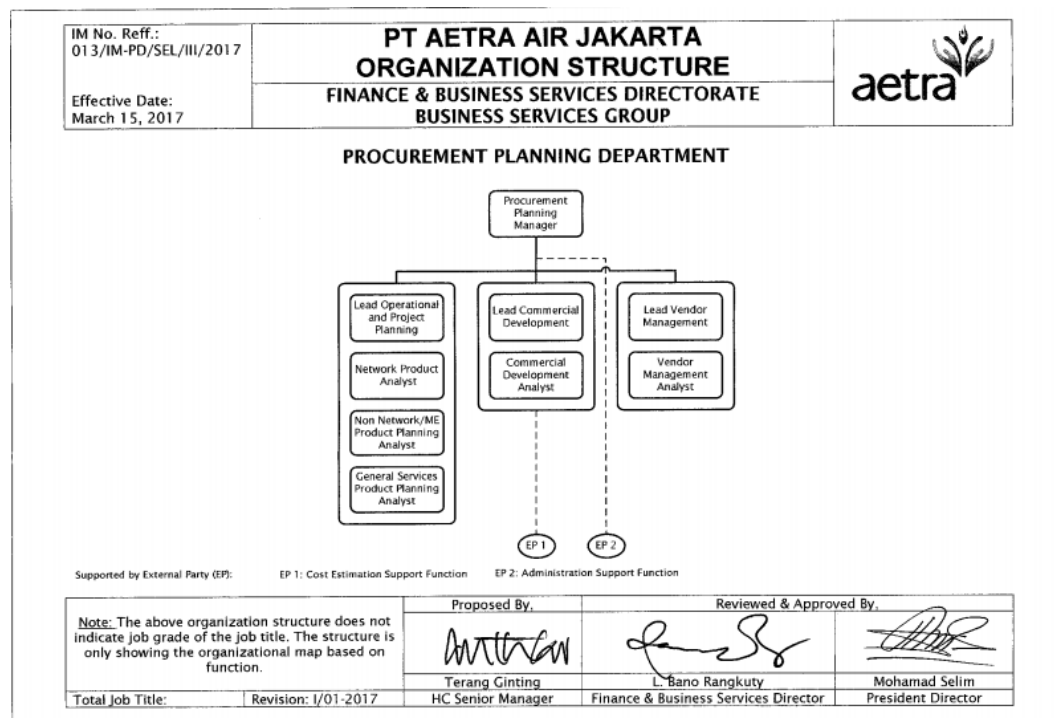 IM No. Reff.:
013/IM-PD/SEL/III/2017
Effective Date:
March 15, 2017
PT AETRA AIR JAKARTA
ORGANIZATION STRUCTURE
FINANCE & BUSINESS SERVICES DIRECTORATE
BUSINESS SERVICES GROUP
aetra
PROCUREMENT PLANNING DEPARTMENT
Procurement
Planning
Manager
Lead Operational
and Project
Planning
Network Product
Analyst
Non Network/ME
Product Planning
Analyst
General Services
Product Planning
Analyst
Lead Commercial
Development
Commercial
Development
Analyst
Lead Vendor
Management
Vendor
Management
Analyst
EP 1
EP 2
Supported by External Party (EP):
EP 1: Cost Estimation Support Function
EP 2: Administration Support Function
Note: The above organization structure does not
indicate job grade of the job title. The structure is
only showing the organizational map based on
function.
Total Job Title:
Revision: I/01-2017
Proposed By,
Terang Ginting
HC Senior Manager
Reviewed & Approved By,
L. Bano Rangkuty
Finance & Business Services Director
Mohamad Selim
President Director